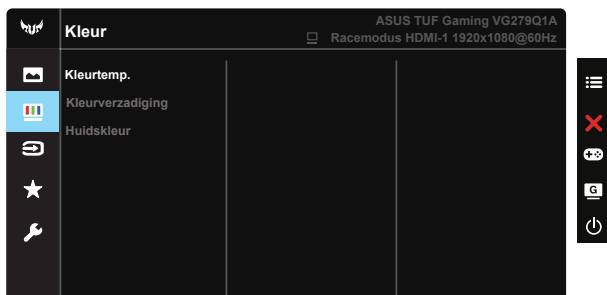 Kleur
ASUS TUF Gaming VG279Q1A
Racemodus HDMI-1 1920x1080@60Hz
Kleurtemp.
Kleurverzadiging
Huidskleur
G